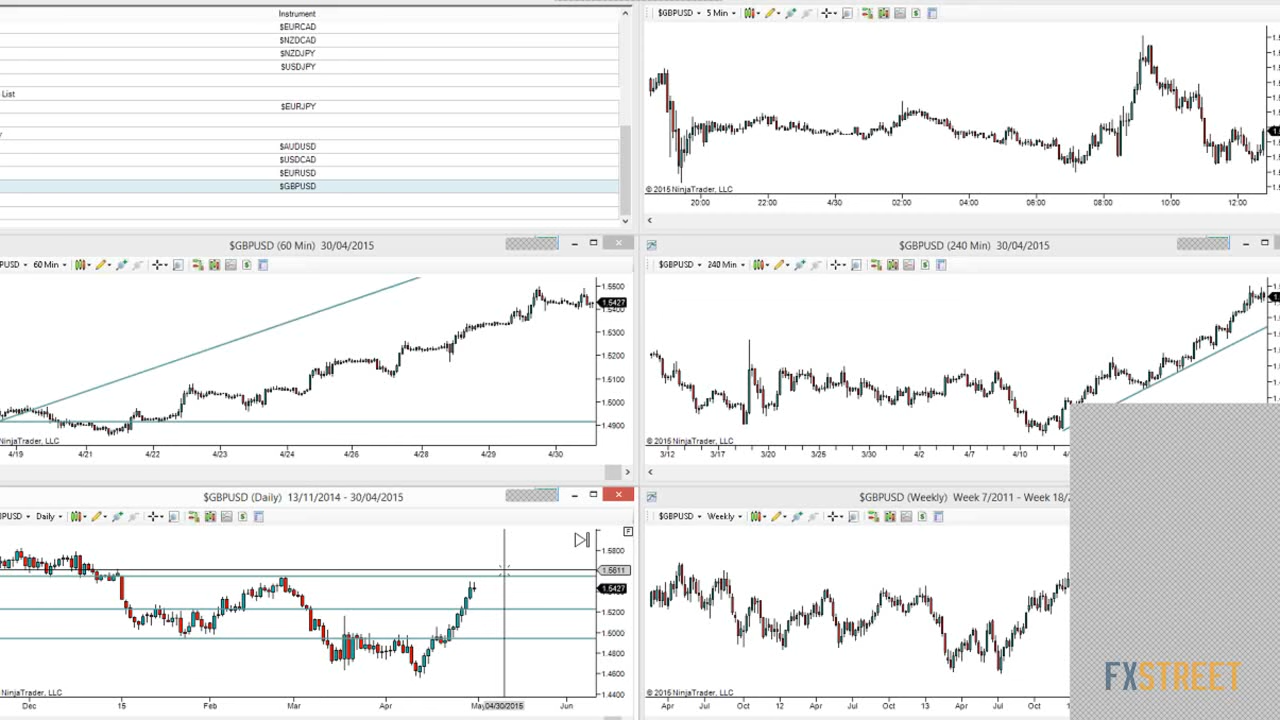 Instrument
$EURCAD
$NZDCAD
$NZDJPY
$USDJPY
List
$EURJPY
$AUDUSD
$USDCAD
$EURUSD
$GBPUSD
$GBPUSD 5 Min
© 2015 NinjaTrader, LLC
20:00 22:00 4/30 02:00 04:00 06:00 08:00 10:00 12:00
$GBPUSD (60 Min) 30/04/2015
PUSD 60 Min
1.5500
1.5427
1.5400
1.5300
1.5200
1.5100
1.5000
1.4900
NinjaTrader, LLC
4/19 4/21 4/22 4/23 4/24 4/26 4/28 4/29 4/30
$GBPUSD (240 Min) 30/04/2015
$GBPUSD 240 Min
© 2015 NinjaTrader, LLC
3/12 3/17 3/20 3/25 3/30 4/3 4/10
$GBPUSD (Daily) 13/11/2014 - 30/04/2015
PUSD Daily
F
1.5800
1.5611
1.5427
1.5200
1.5000
1.4800
1.4600
1.4400
NinjaTrader, LLC
Dec 15 Feb Mar Apr May 04/30/2015 Jun
$GBPUSD (Weekly) Week 7/2011 - Week 18/2
$GBPUSD Weekly
© 2015 NinjaTrader, LLC
Apr Jul Oct 12 Apr Jul Oct 13 Apr Jul Oct
FXSTREET